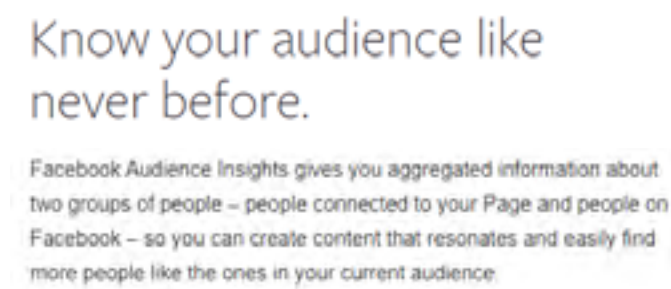 Know your audience like
never before.
Facebook Audience Insights gives you aggregated information about
two groups of people – people connected to your Page and people on
Facebook – so you can create content that resonates and easily find
more people like the ones in your current audience